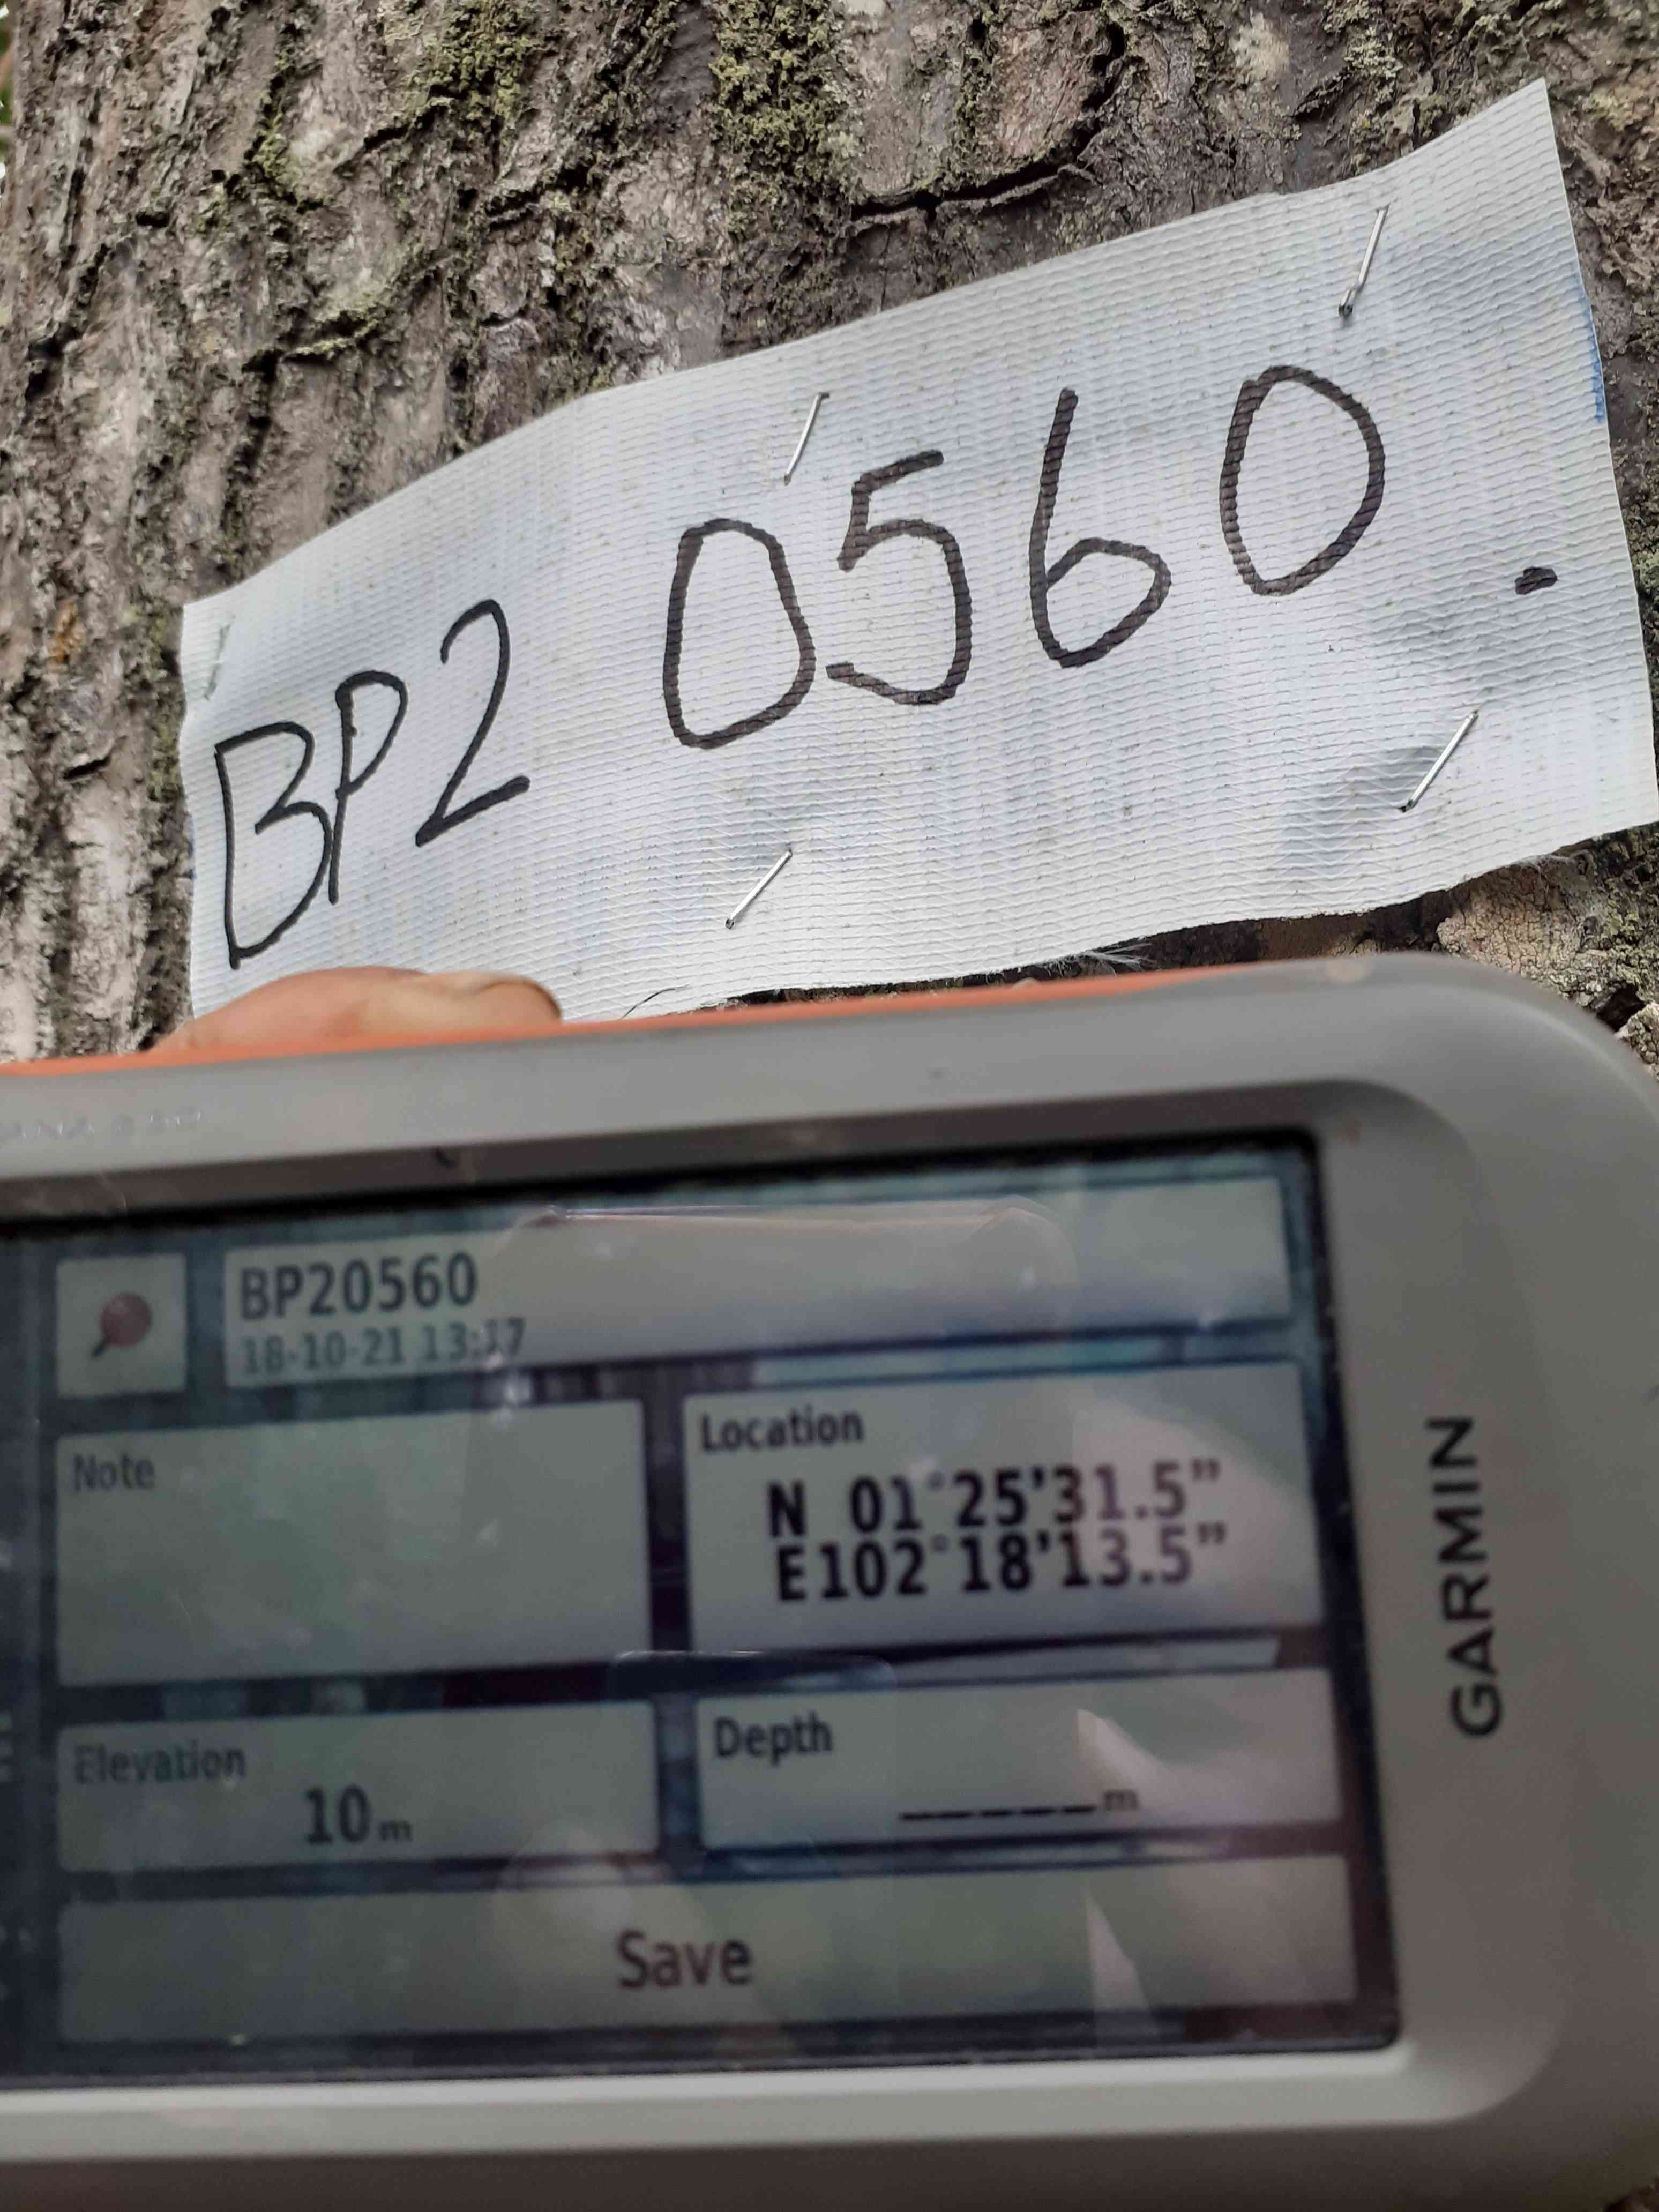 BP2 0560.
BP20560
18-10-21 13:17
Note
Location
N 01°25'31.5"
E102°18'13.5"
Elevation
10m
Depth
_____m
Save
GARMIN